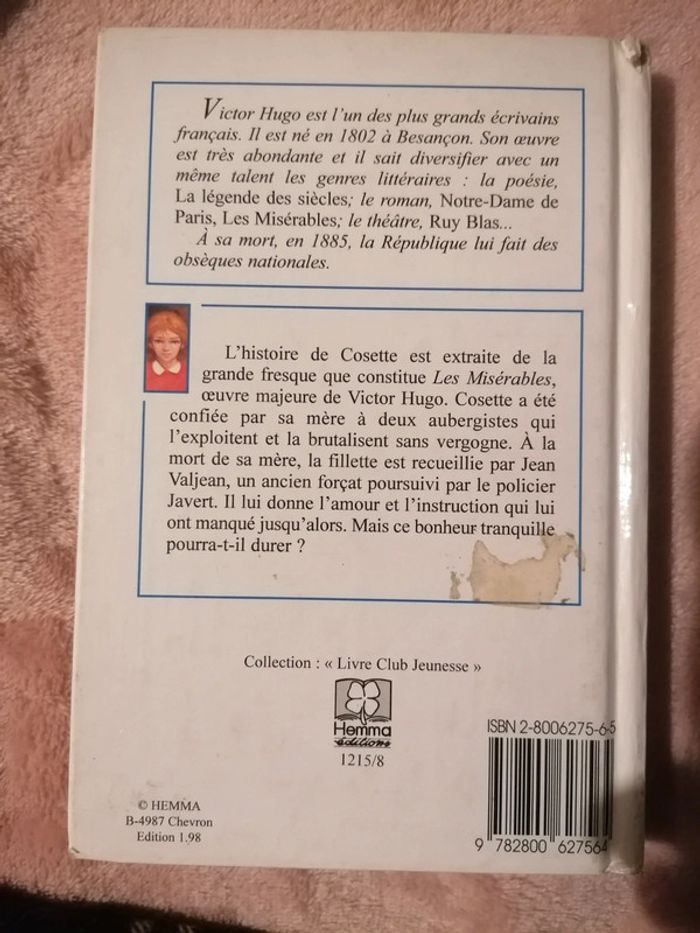 Victor Hugo est l'un des plus grands écrivains
français. Il est né en 1802 à Besançon. Son œuvre
est très abondante et il sait diversifier avec un
même talent les genres littéraires : la poésie,
La légende des siècles; le roman, Notre-Dame de
Paris, Les Misérables; le théâtre, Ruy Blas...
À sa mort, en 1885, la République lui fait des
obsèques nationales.
L'histoire de Cosette est extraite de la
grande fresque que constitue Les Misérables,
œuvre majeure de Victor Hugo. Cosette a été
confiée par sa mère à deux aubergistes qui
l'exploitent et la brutalisent sans vergogne. À la
mort de sa mère, la fillette est recueillie par Jean
Valjean, un ancien forçat poursuivi par le policier
Javert. Il lui donne l'amour et l'instruction qui lui
ont manqué jusqu'alors. Mais ce bonheur tranquille
pourra-t-il durer ?
Collection : « Livre Club Jeunesse »
Hemma
éditions
1215/8
ISBN 2-8006275-6-5
9 782800 627564
© HEMMA
B-4987 Chevron
Edition 1.98